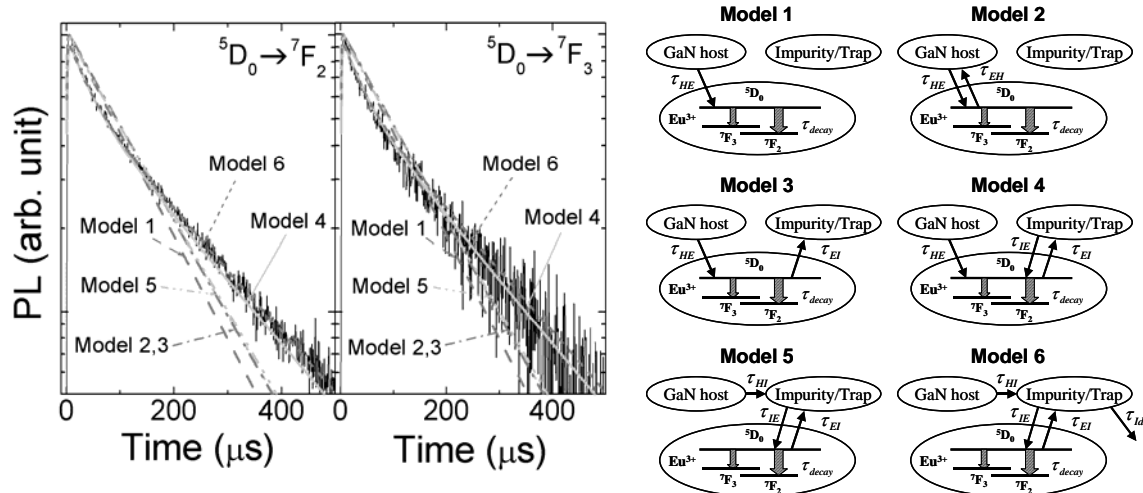 PL (arb. unit)
⁵D₀→⁷F₂
Model 6
Model 1
Model 4
Model 5
Model 2,3
0 200 400
Time (μs)
⁵D₀→⁷F₃
Model 6
Model 1
Model 4
Model 5
Model 2,3
0 200 400
Time (μs)
Model 1
GaN host Impurity/Trap
τHE
⁵D₀
Eu³⁺
τdecay
⁷F₃
⁷F₂
Model 2
GaN host Impurity/Trap
τHE τEH
⁵D₀
Eu³⁺
τdecay
⁷F₃
⁷F₂
Model 3
GaN host Impurity/Trap
τHE τEI
⁵D₀
Eu³⁺
τdecay
⁷F₃
⁷F₂
Model 4
GaN host Impurity/Trap
τHE τIE τEI
⁵D₀
Eu³⁺
τdecay
⁷F₃
⁷F₂
Model 5
τHI
GaN host Impurity/Trap
τIE τEI
⁵D₀
Eu³⁺
τdecay
⁷F₃
⁷F₂
Model 6
τHI
GaN host Impurity/Trap
τIE τEI τId
⁵D₀
Eu³⁺
τdecay
⁷F₃
⁷F₂